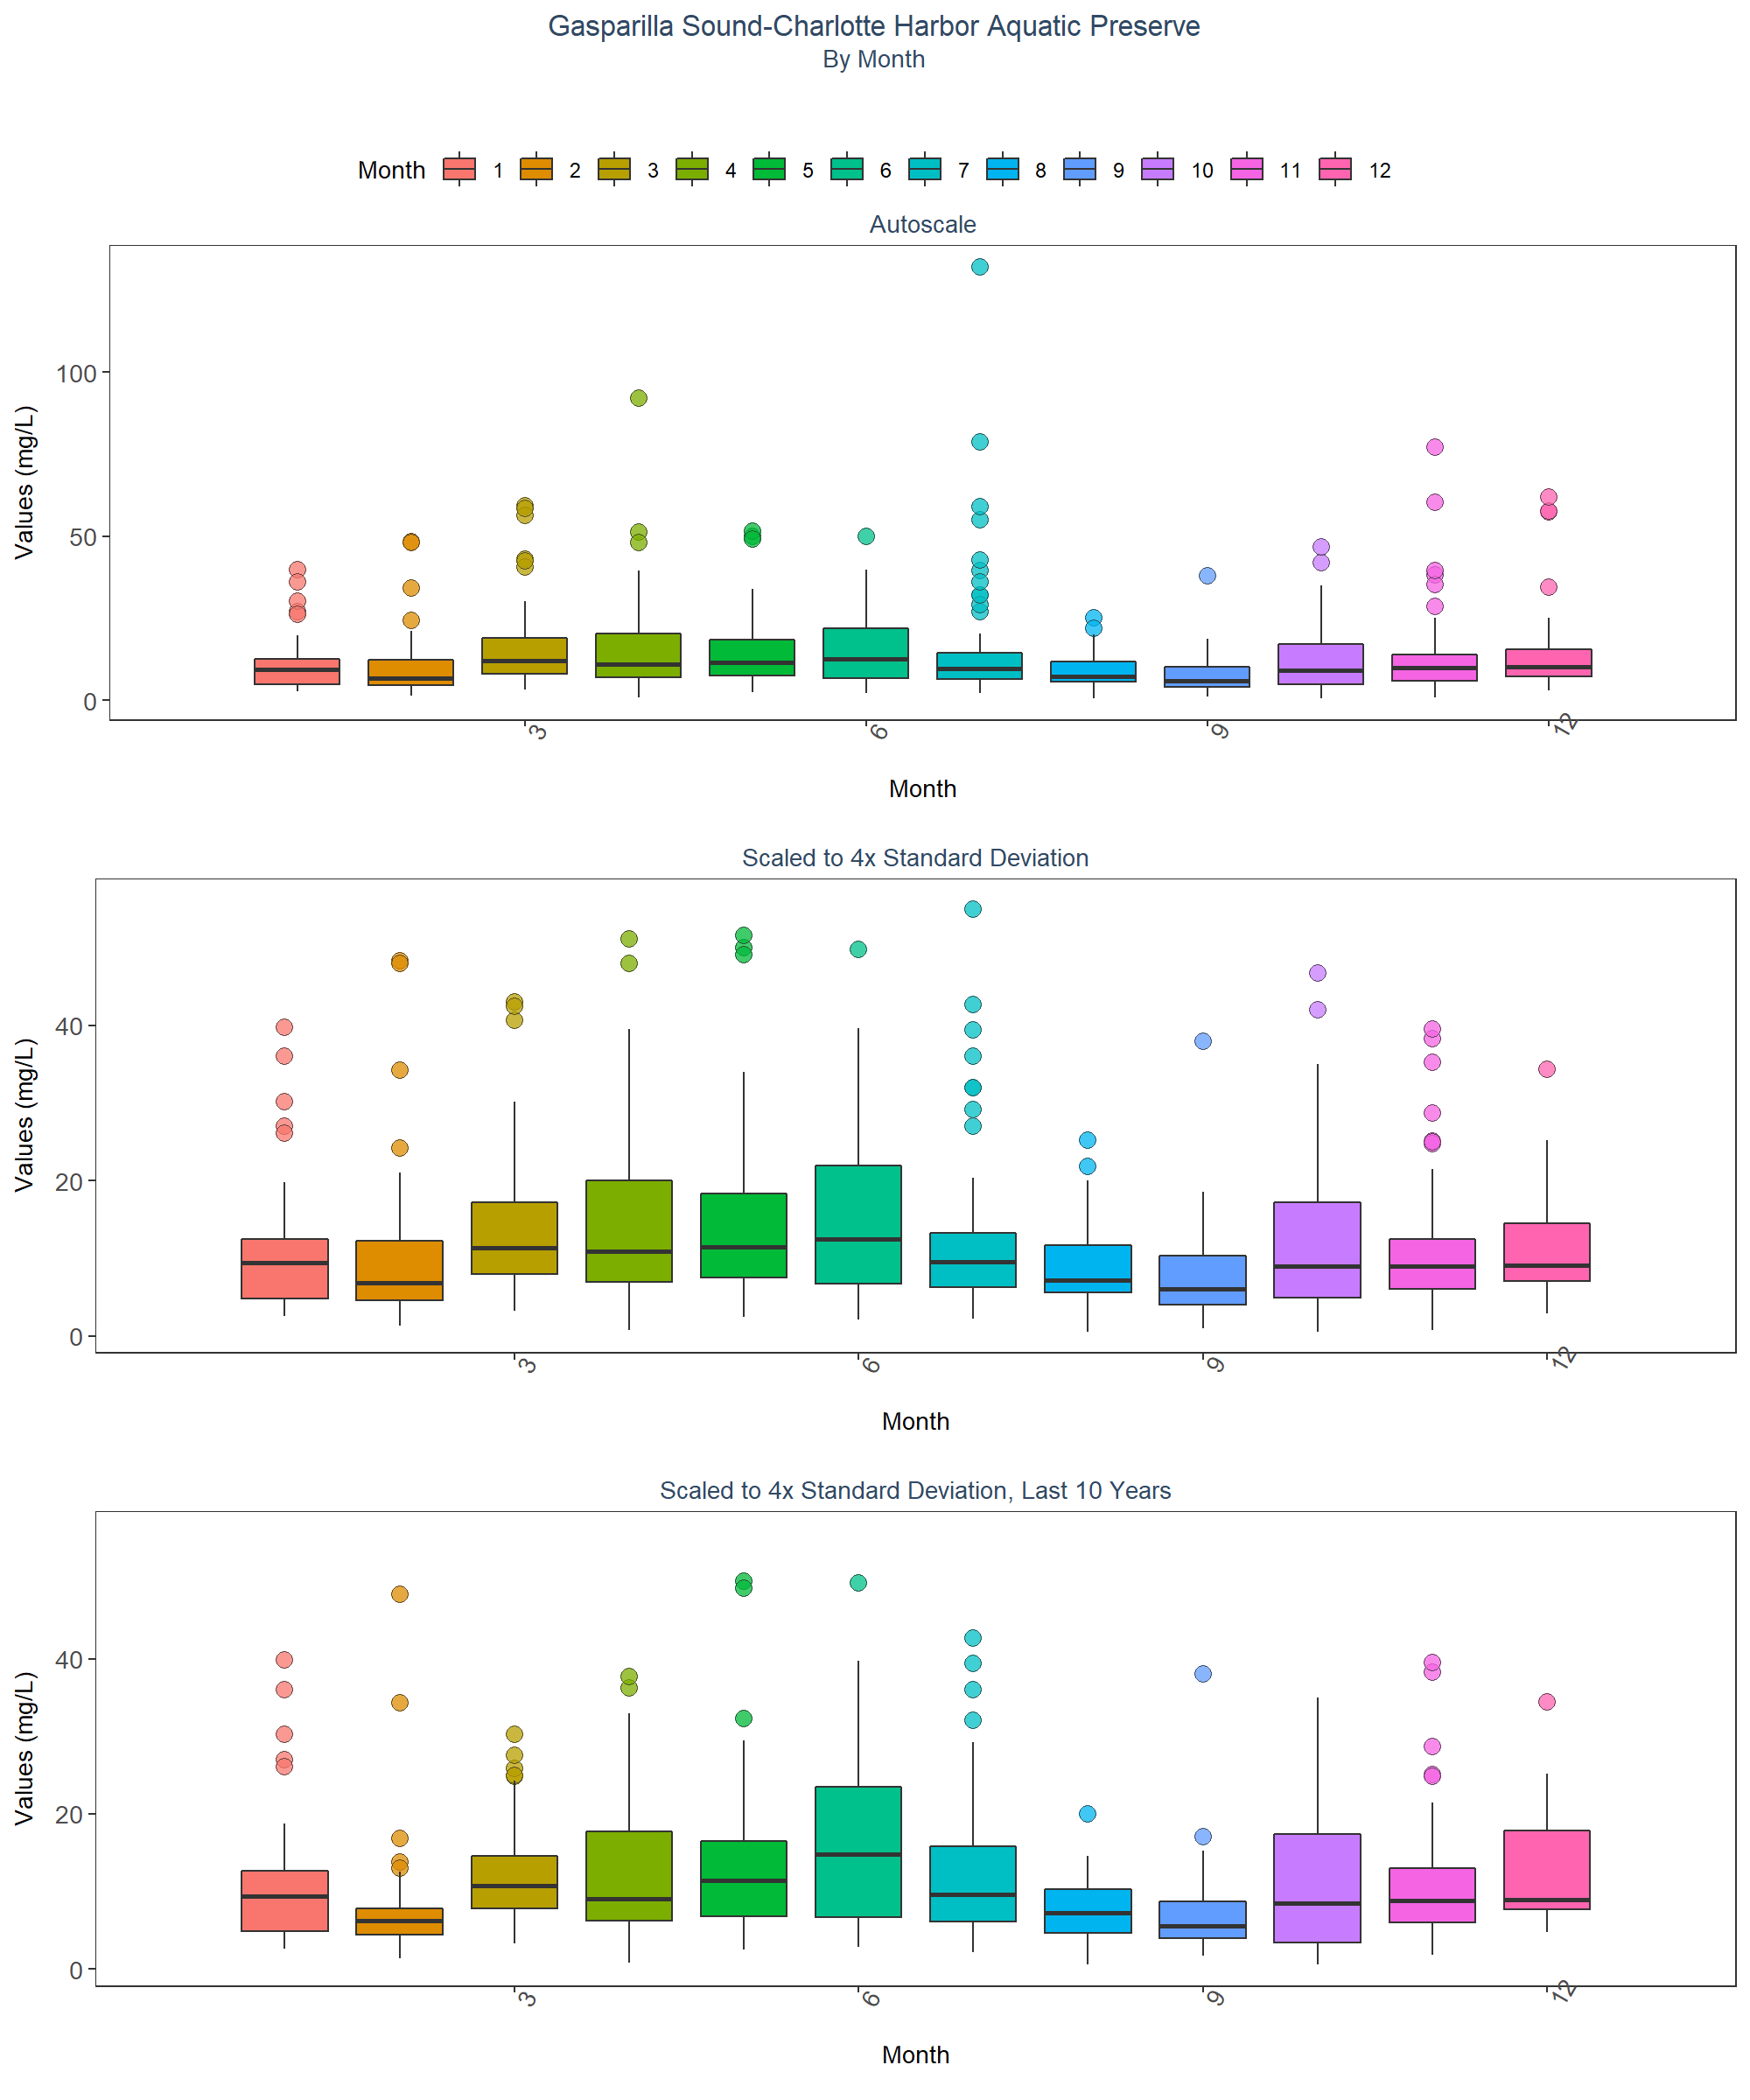 Gasparilla Sound-Charlotte Harbor Aquatic Preserve
By Month
Month 1 2 3 4 5 6 7 8 9 10 11 12
Autoscale
Values (mg/L)
100
50
0
3 6 9 12
Month
Scaled to 4x Standard Deviation
Values (mg/L)
40
20
0
3 6 9 12
Month
Scaled to 4x Standard Deviation, Last 10 Years
Values (mg/L)
40
20
0
3 6 9 12
Month